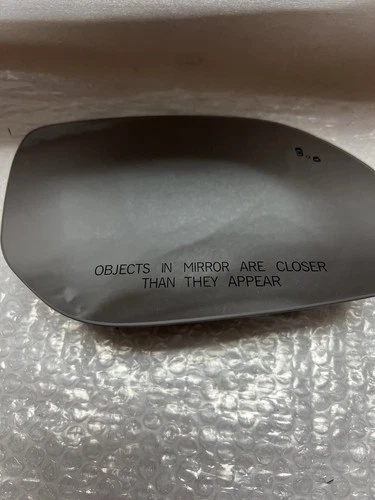 OBJECTS IN MIRROR ARE CLOSER
THAN THEY APPEAR